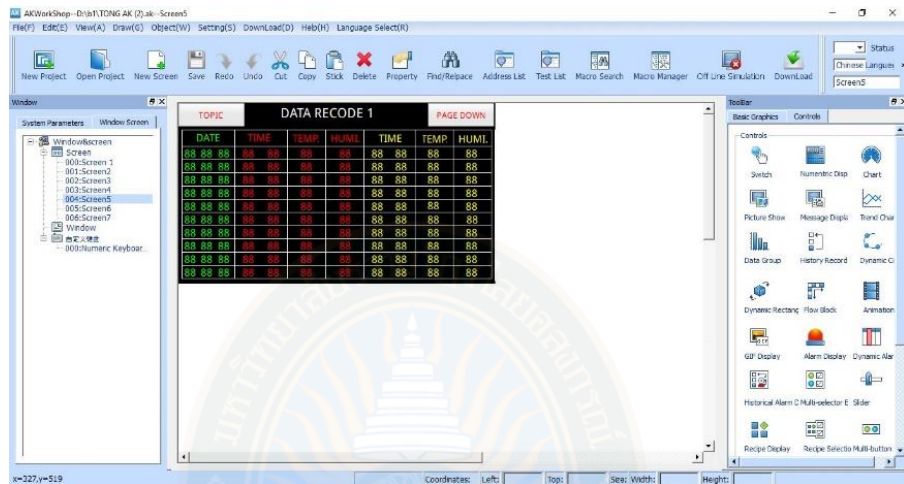 AK AKWorkShop--D:\b1\TONG AK (2).ak--Screen5
File(F) Edit(E) View(A) Draw(G) Object(W) Setting(S) DownLoad(D) Help(H) Language Select(R)
New Project Open Project New Screen Save Redo Undo Cut Copy Stick Delete Property Find/Relpace Address List Test List Macro Search Macro Manager Off Line Simulation DownLoad
Status
Chinese Languag
Screen5
Window
System Parameters Window Screen
Window&screen
Screen
000:Screen 1
001:Screen2
002:Screen3
003:Screen4
004:Screen5
005:Screen6
006:Screen7
Window
自定义键盘
000:Numeric Keyboar
TOPIC DATA RECODE 1 PAGE DOWN
DATE TIME TEMP. HUMI. TIME TEMP. HUMI.
88 88 88 88 88 88 88 88 88 88 88
88 88 88 88 88 88 88 88 88 88 88
88 88 88 88 88 88 88 88 88 88 88
88 88 88 88 88 88 88 88 88 88 88
88 88 88 88 88 88 88 88 88 88 88
88 88 88 88 88 88 88 88 88 88 88
88 88 88 88 88 88 88 88 88 88 88
88 88 88 88 88 88 88 88 88 88 88
88 88 88 88 88 88 88 88 88 88 88
88 88 88 88 88 88 88 88 88 88 88
ToolBar
Basic Graphics Controls
Controls
Switch Numentric Disp Chart
Picture Show Message Displa Trend Char
Data Group History Record Dynamic Ci
Dynamic Rectang Flow Block Animation
GIF Display Alarm Display Dynamic Alar
Historical Alarm D Multi-selector E Slider
Recipe Display Recipe Selectio Multi-button
x=327,y=519 Coordinates: Left: Top: Size: Width: Height: